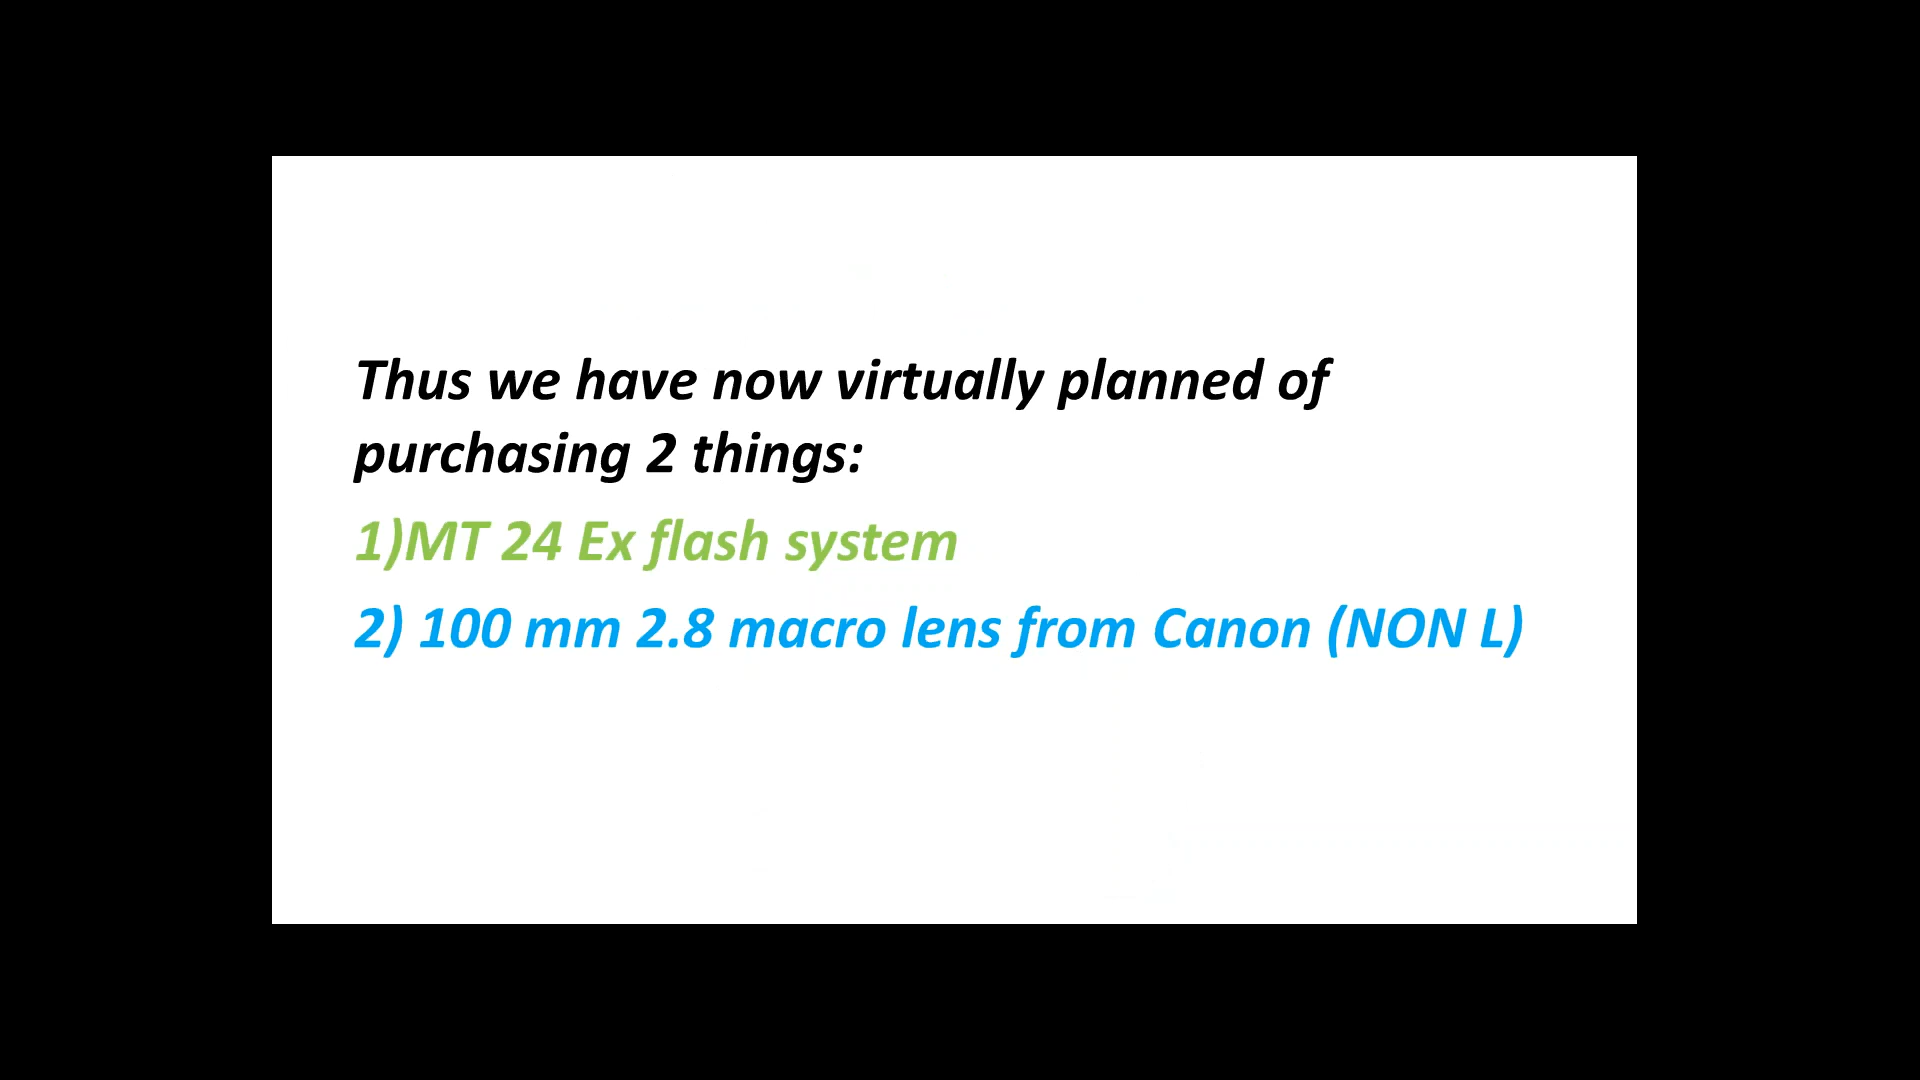 Thus we have now virtually planned of
purchasing 2 things:
1)MT 24 Ex flash system
2) 100 mm 2.8 macro lens from Canon (NON L)